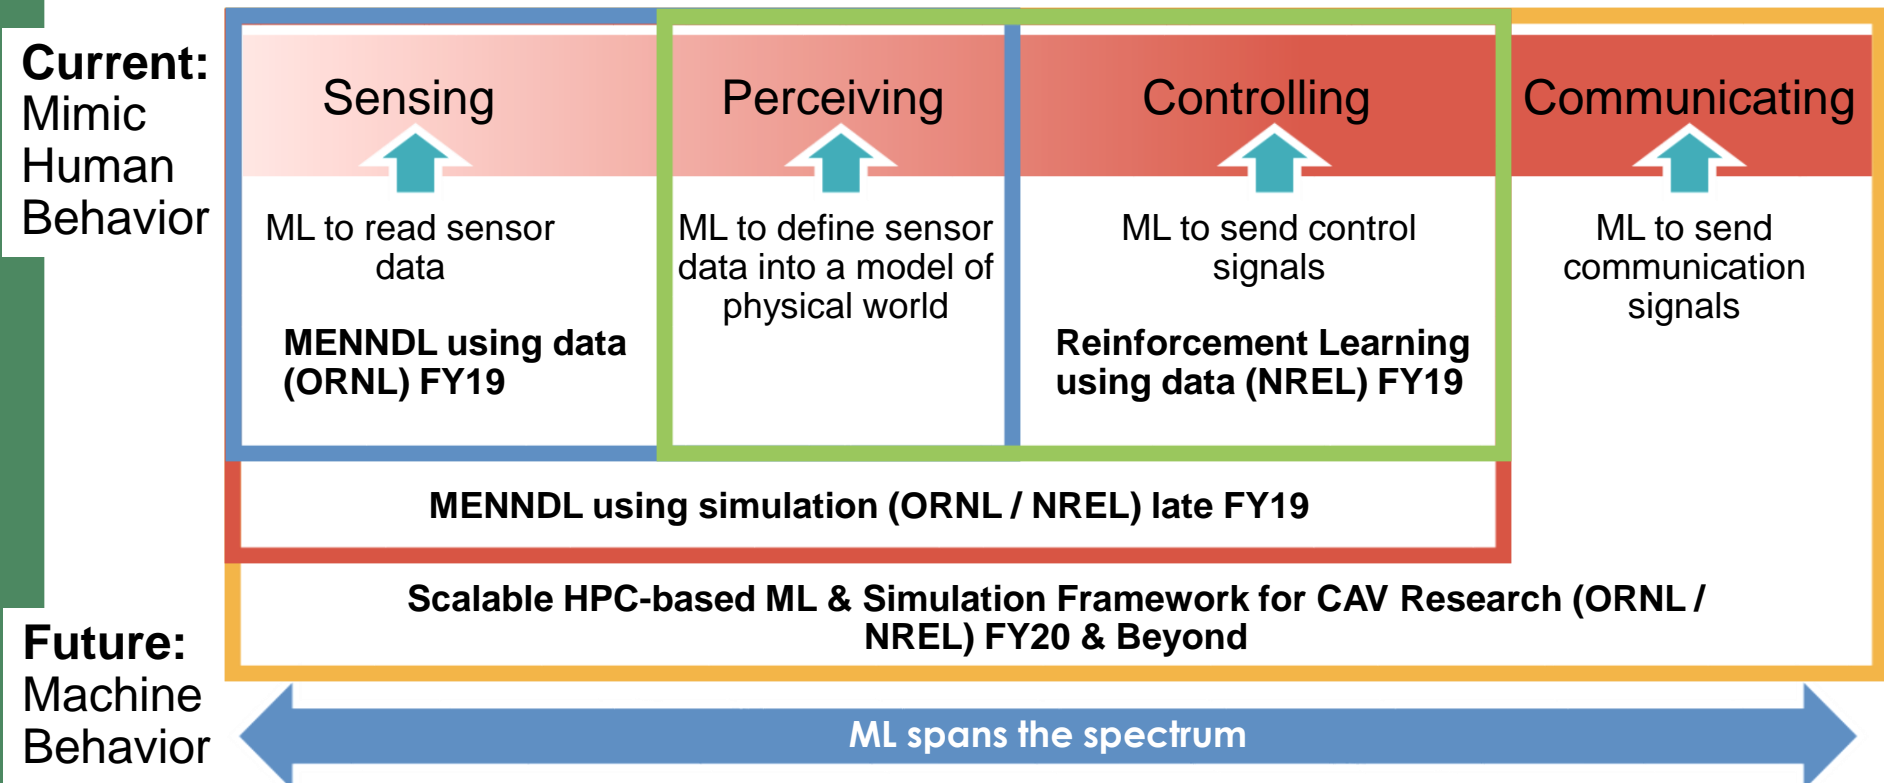 Current:
Mimic
Human
Behavior
Sensing
Perceiving
Controlling
Communicating
ML to read sensor
data
ML to define sensor
data into a model of
physical world
ML to send control
signals
ML to send
communication
signals
MENNDL using data
(ORNL) FY19
Reinforcement Learning
using data (NREL) FY19
MENNDL using simulation (ORNL / NREL) late FY19
Scalable HPC-based ML & Simulation Framework for CAV Research (ORNL /
NREL) FY20 & Beyond
Future:
Machine
Behavior
ML spans the spectrum